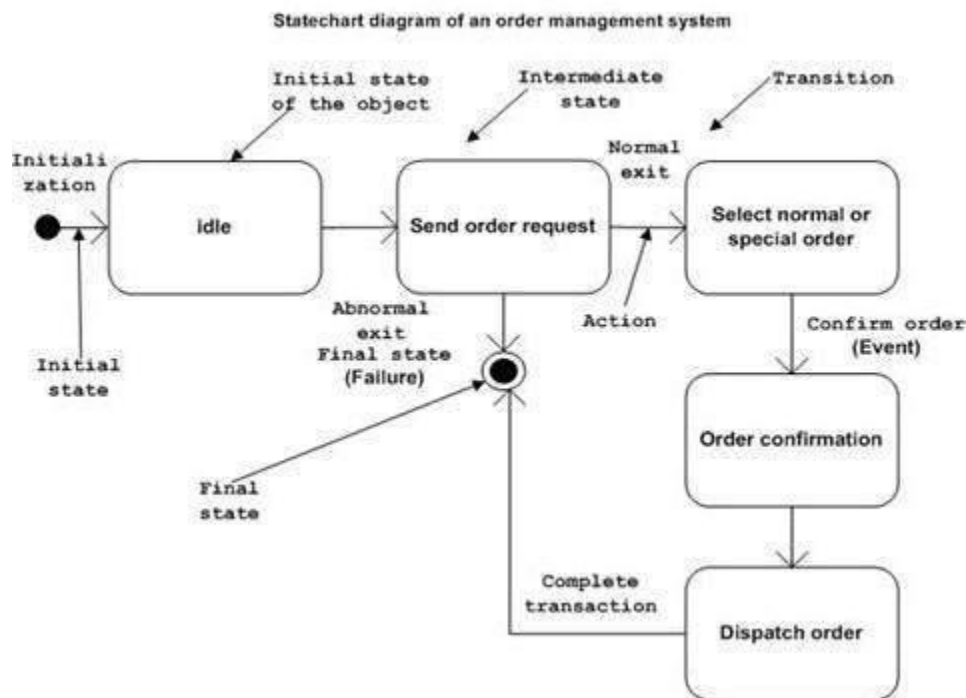 Statechart diagram of an order management system
Initial state
of the object
Intermediate
state
Transition
Initiali
zation
Normal
exit
idle
Send order request
Select normal or
special order
Abnormal
exit
Final state
(Failure)
Action
Confirm order
(Event)
Initial
state
Order confirmation
Final
state
Complete
transaction
Dispatch order